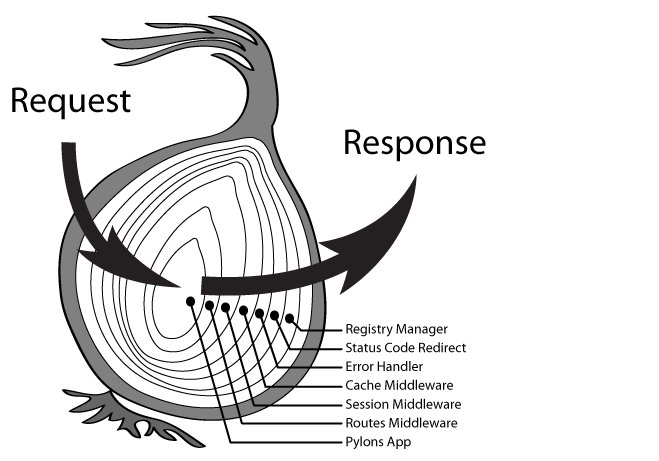 Request
Response
Registry Manager
Status Code Redirect
Error Handler
Cache Middleware
Session Middleware
Routes Middleware
Pylons App